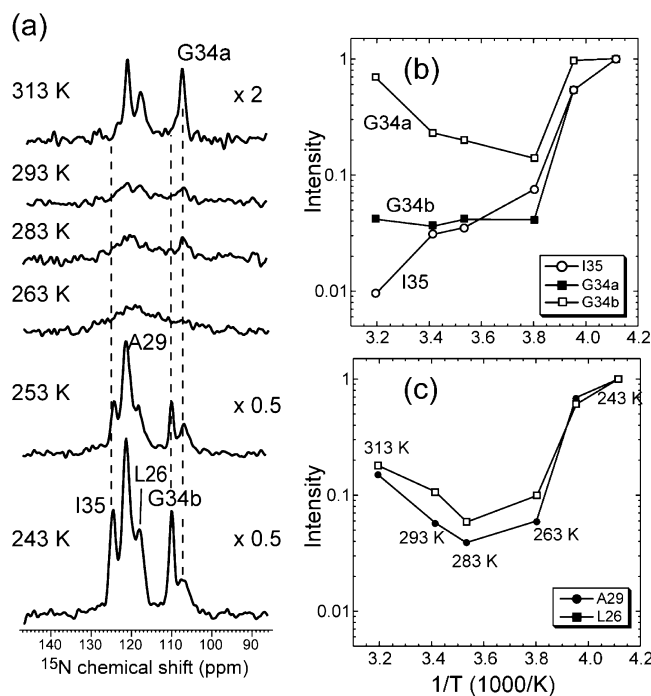 (a)
G34a
313 K
x 2
293 K
283 K
263 K
A29
253 K
x 0.5
L26
I35
G34b
243 K
x 0.5
140 120 100 90
15N chemical shift (ppm)
(b)
1
0.1
0.01
Intensity
G34a
G34b
I35
I35
G34a
G34b
3.2 3.4 3.6 3.8 4.0 4.2
(c)
1
0.1
0.01
Intensity
243 K
313 K
293 K
283 K
263 K
A29
L26
3.2 3.4 3.6 3.8 4.0 4.2
1/T (1000/K)